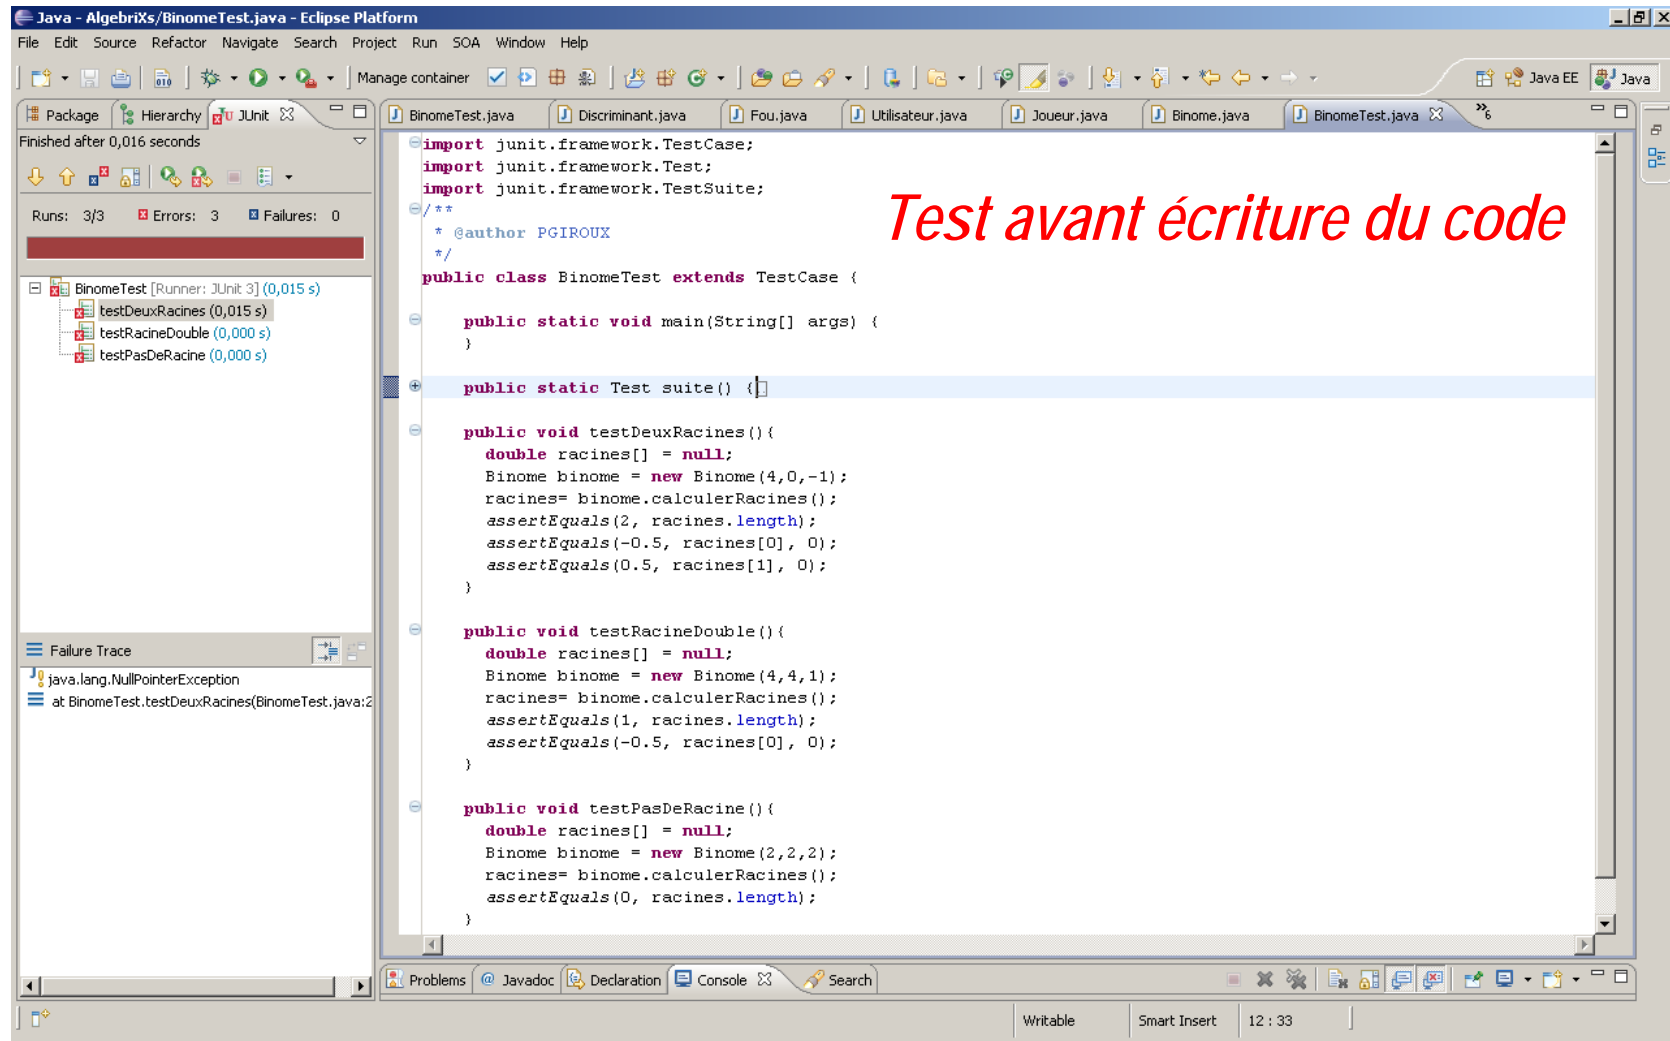 Java - AlgebriXs/BinomeTest.java - Eclipse Platform
File Edit Source Refactor Navigate Search Project Run SOA Window Help
Manage container
Java EE
Java
Package
Hierarchy
JUnit
BinomeTest.java
Discriminant.java
Fou.java
Utilisateur.java
Joueur.java
Binome.java
BinomeTest.java
»6
Finished after 0,016 seconds
Runs: 3/3 Errors: 3 Failures: 0
BinomeTest [Runner: JUnit 3] (0,015 s)
testDeuxRacines (0,015 s)
testRacineDouble (0,000 s)
testPasDeRacine (0,000 s)
Failure Trace
java.lang.NullPointerException
at BinomeTest.testDeuxRacines(BinomeTest.java:2
Test avant écriture du code
import junit.framework.TestCase;
import junit.framework.Test;
import junit.framework.TestSuite;
/**
* @author PGIROUX
*/
public class BinomeTest extends TestCase {
public static void main(String[] args) {
}
public static Test suite() {
public void testDeuxRacines(){
double racines[] = null;
Binome binome = new Binome(4,0,-1);
racines= binome.calculerRacines();
assertEquals(2, racines.length);
assertEquals(-0.5, racines[0], 0);
assertEquals(0.5, racines[1], 0);
}
public void testRacineDouble(){
double racines[] = null;
Binome binome = new Binome(4,4,1);
racines= binome.calculerRacines();
assertEquals(1, racines.length);
assertEquals(-0.5, racines[0], 0);
}
public void testPasDeRacine(){
double racines[] = null;
Binome binome = new Binome(2,2,2);
racines= binome.calculerRacines();
assertEquals(0, racines.length);
}
Problems
@ Javadoc
Declaration
Console
Search
Writable
Smart Insert
12 : 33